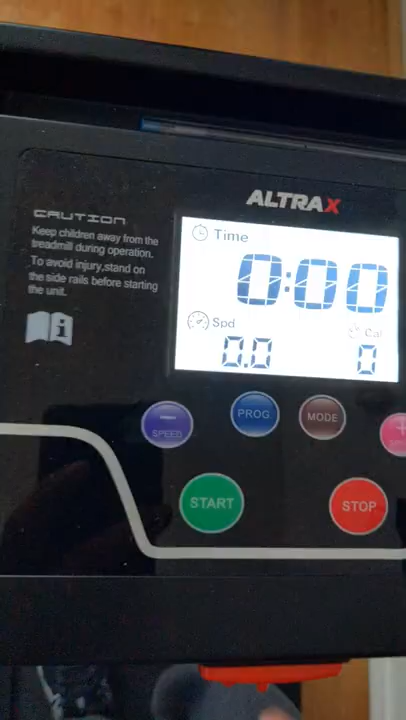 ALTRAX
CAUTION
Keep children away from the
treadmill during operation.
To avoid injury,stand on
the side rails before starting
the unit.
Time
0:00
Spd
Cal
0.0
0
SPEED
PROG.
MODE
START
STOP